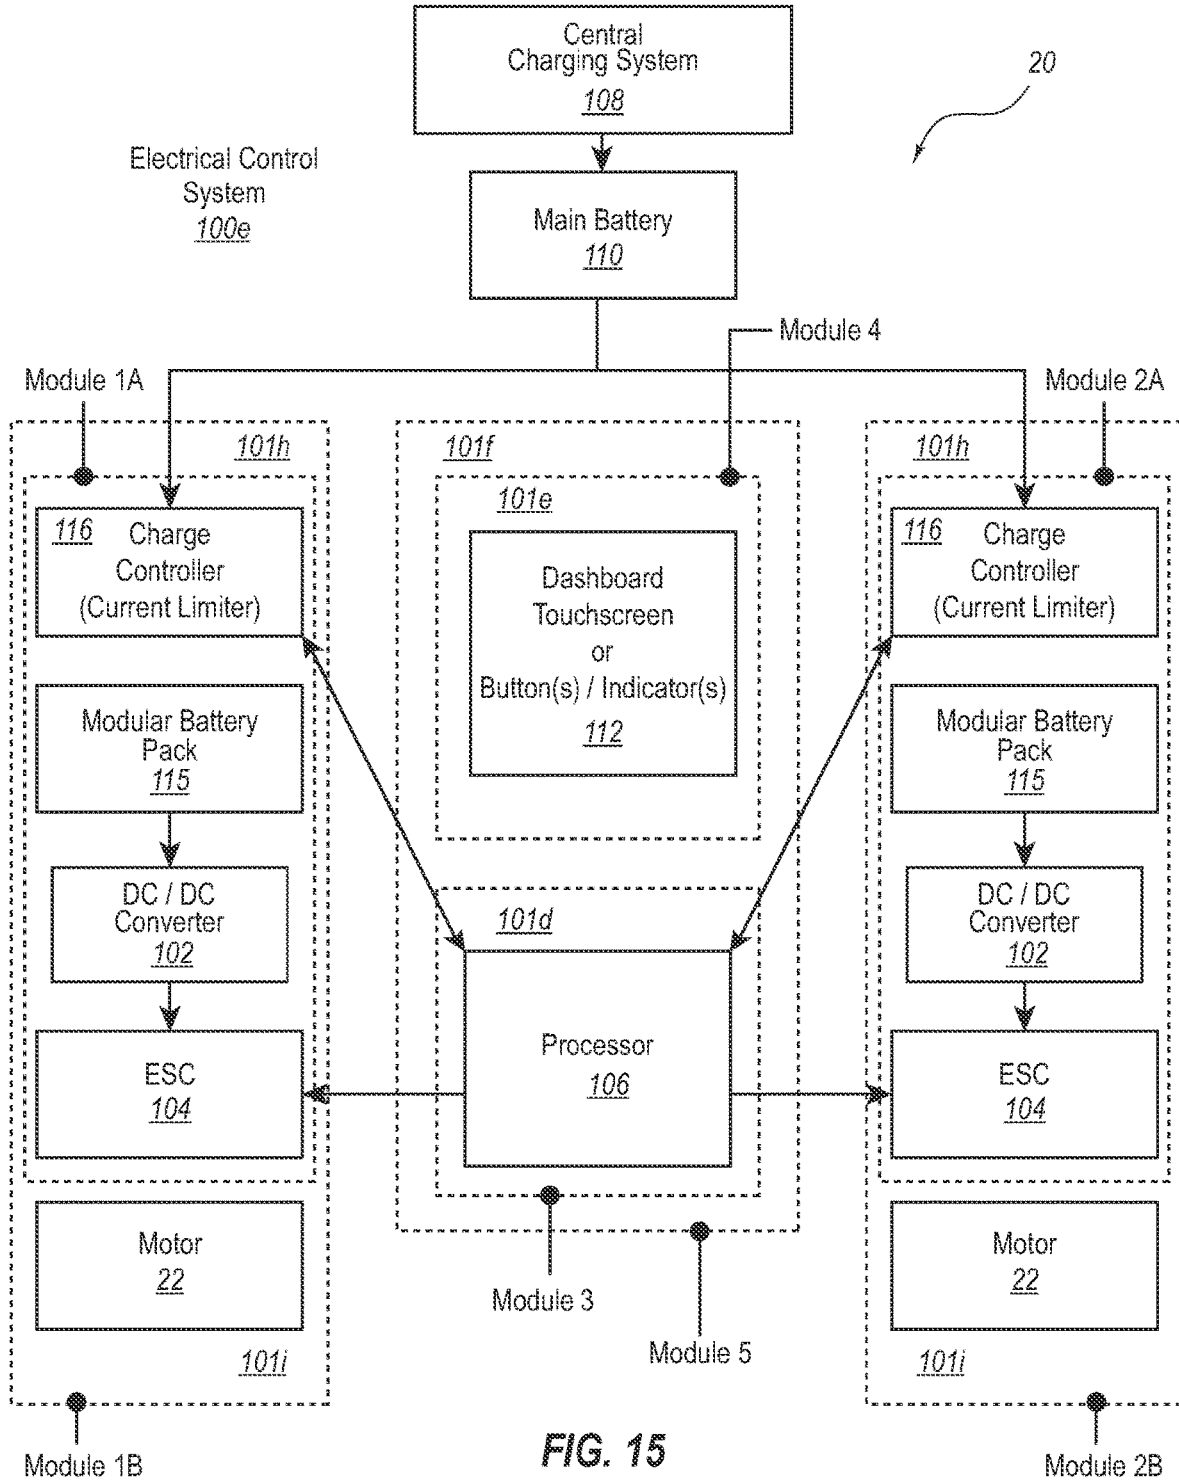 Central
Charging System
108
20
Electrical Control
System
100e
Main Battery
110
Module 4
Module 1A
Module 2A
101h
101f
101h
101e
116 Charge
Controller
(Current Limiter)
Dashboard
Touchscreen
or
Button(s) / Indicator(s)
112
116 Charge
Controller
(Current Limiter)
Modular Battery
Pack
115
Modular Battery
Pack
115
DC / DC
Converter
102
101d
DC / DC
Converter
102
ESC
104
Processor
106
ESC
104
Motor
22
Motor
22
Module 3
Module 5
101i
101i
Module 1B
FIG. 15
Module 2B